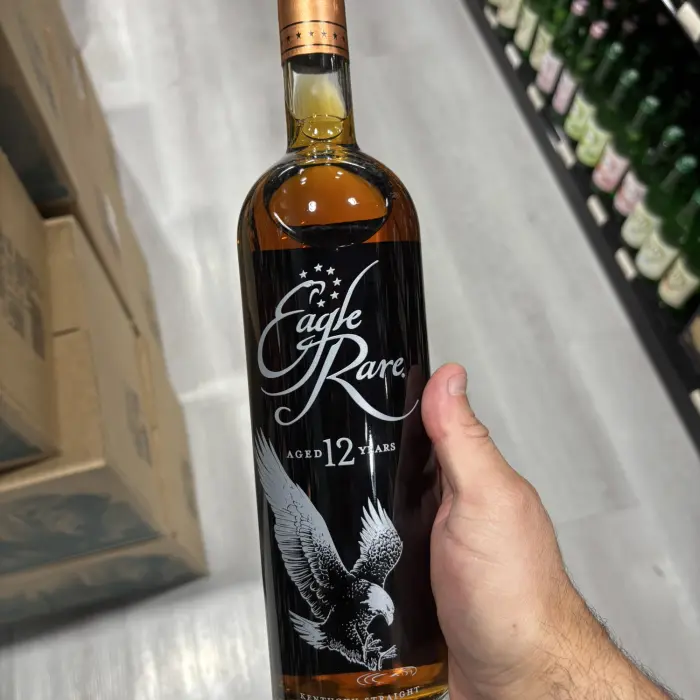 Eagle
Rare
AGED 12 YEARS
KENTUCKY STRAIGHT